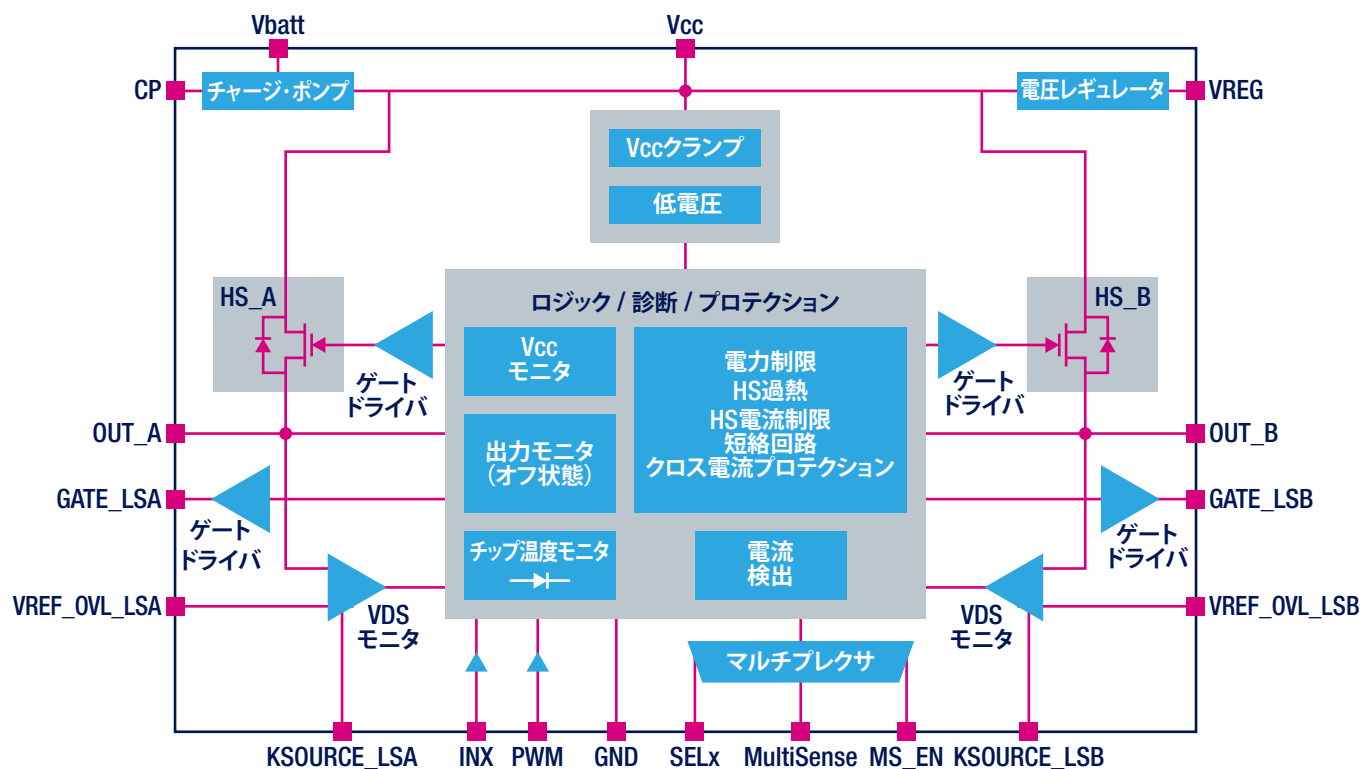 Vbatt
Vcc
CP
チャージ・ポンプ
電圧レギュレータ
VREG
Vccクランプ
低電圧
HS_A
ロジック / 診断 / プロテクション
HS_B
Vcc
モニタ
電力制限
HS過熱
HS電流制限
短絡回路
クロス電流プロテクション
ゲート
ドライバ
ゲート
ドライバ
OUT_A
出力モニタ
(オフ状態)
OUT_B
GATE_LSA
GATE_LSB
ゲート
ドライバ
ゲート
ドライバ
チップ温度モニタ
電流
検出
VREF_OVL_LSA
VDS
モニタ
VDS
モニタ
VREF_OVL_LSB
マルチプレクサ
KSOURCE_LSA
INX
PWM
GND
SELx
MultiSense
MS_EN
KSOURCE_LSB